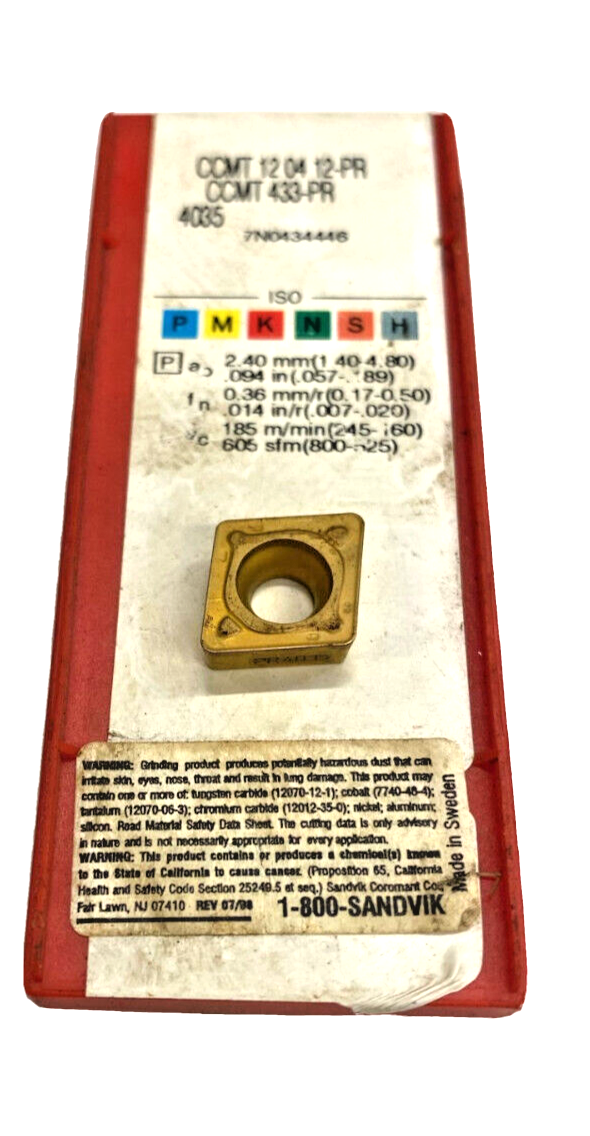 CCMT 12 04 12-PR
CCMT 433-PR
4035
7N0434446
ISO
P M K N S H
P a 2.40 mm(1.40-4.80)
.094 in(.057-.189)
f n 0.36 mm/r(0.17-0.50)
.014 in/r(.007-.020)
c 185 m/min(245-160)
605 sfm(800-525)
WARNING: Grinding product produces potentially hazardous dust that can
irritate skin, eyes, nose, throat and result in lung damage. This product may
contain one or more of: tungsten carbide (12070-12-1); cobalt (7740-48-4);
tantalum (12070-06-3); chromium carbide (12012-35-0); nickel; aluminum;
silicon. Read Material Safety Data Sheet. The cutting data is only advisory
in nature and is not necessarily appropriate for every application.
WARNING: This product contains or produces a chemical(s) known
to the State of California to cause cancer. (Proposition 65, California
Health and Safety Code Section 25249.5 et seq.) Sandvik Coromant Co.,
Fair Lawn, NJ 07410 REV 07/98 1-800-SANDVIK
Made in Sweden